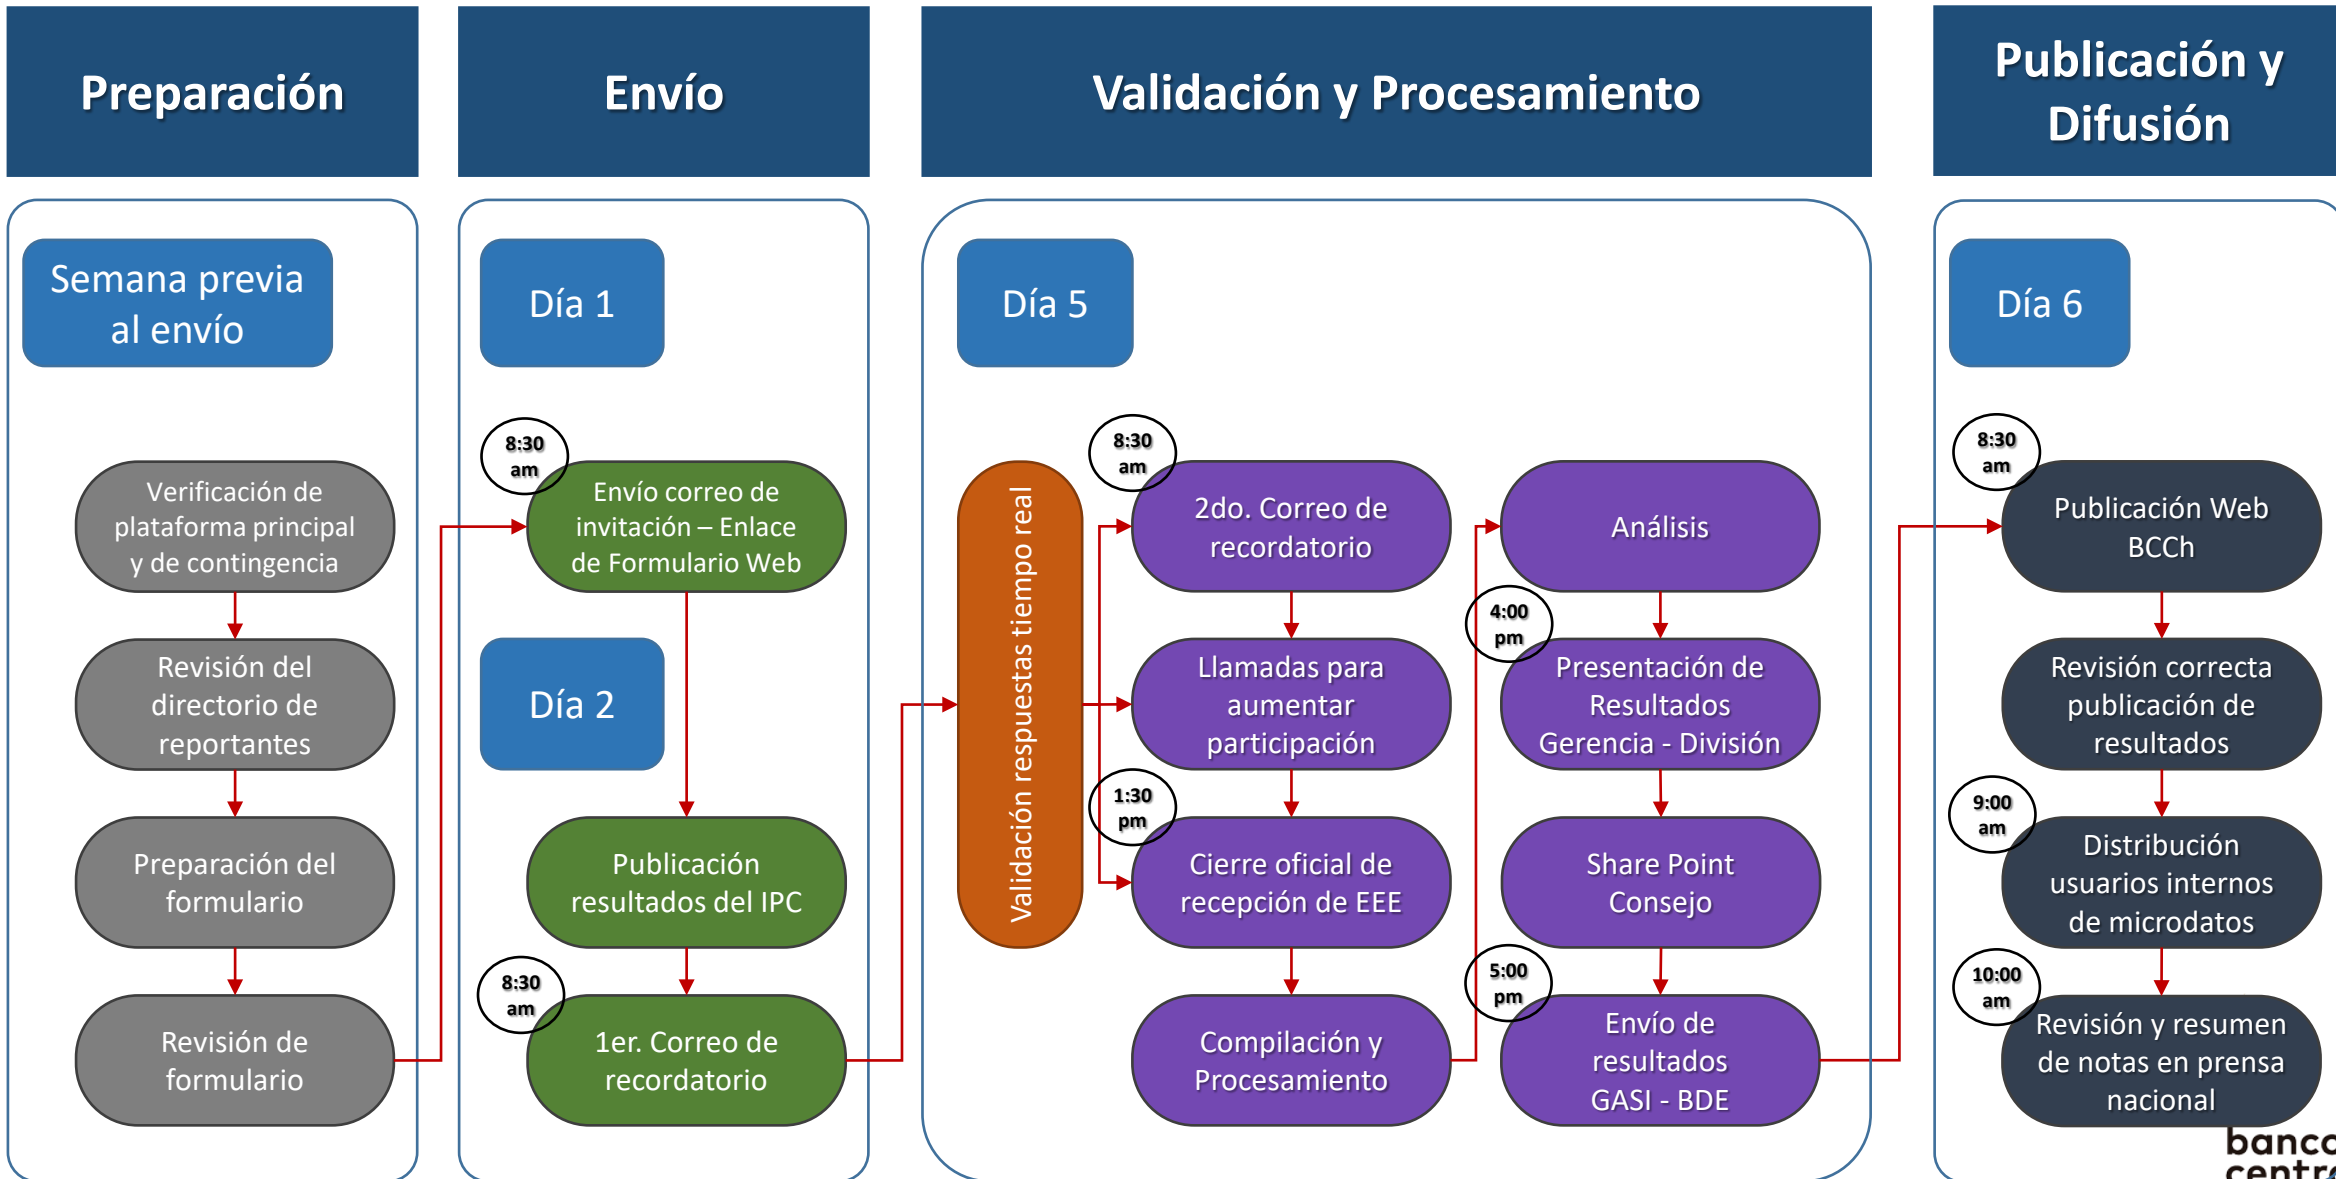 Preparación
Envío
Validación y Procesamiento
Publicación y
Difusión
Semana previa
al envío
Verificación de
plataforma principal
y de contingencia
Revisión del
directorio de
reportantes
Preparación del
formulario
Revisión de
formulario
Día 1
8:30
am
Envío correo de
invitación – Enlace
de Formulario Web
Día 2
Publicación
resultados del IPC
8:30
am
1er. Correo de
recordatorio
Día 5
Validación respuestas tiempo real
8:30
am
2do. Correo de
recordatorio
Llamadas para
aumentar
participación
1:30
pm
Cierre oficial de
recepción de EEE
Compilación y
Procesamiento
Análisis
4:00
pm
Presentación de
Resultados
Gerencia - División
Share Point
Consejo
5:00
pm
Envío de
resultados
GASI - BDE
Día 6
8:30
am
Publicación Web
BCCh
Revisión correcta
publicación de
resultados
9:00
am
Distribución
usuarios internos
de microdatos
10:00
am
Revisión y resumen
de notas en prensa
nacional
banco